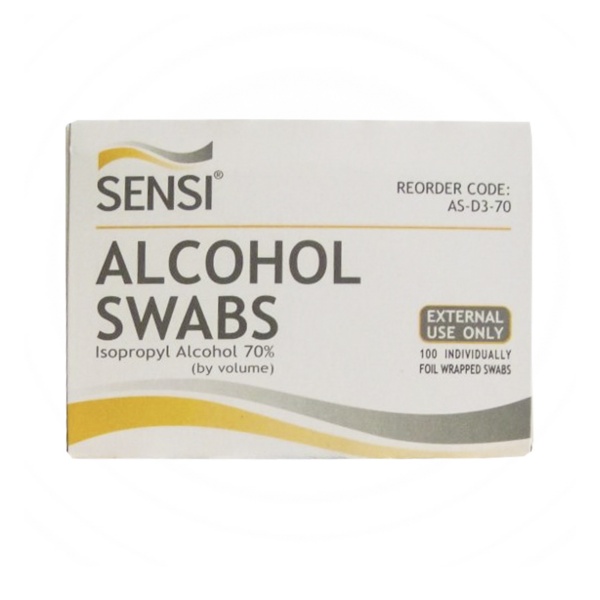 SENSI®
REORDER CODE:
AS-D3-70
ALCOHOL
SWABS
Isopropyl Alcohol 70%
(by volume)
EXTERNAL
USE ONLY
100 INDIVIDUALLY
FOIL WRAPPED SWABS